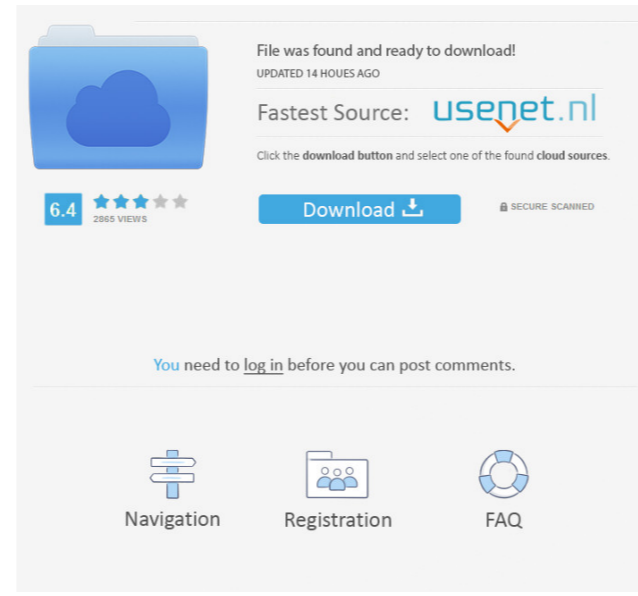 File was found and ready to download!
UPDATED 14 HOUES AGO
Fastest Source: usenet.nl
Click the download button and select one of the found cloud sources.
6.4
2865 VIEWS
Download
SECURE SCANNED
You need to log in before you can post comments.
Navigation
Registration
FAQ